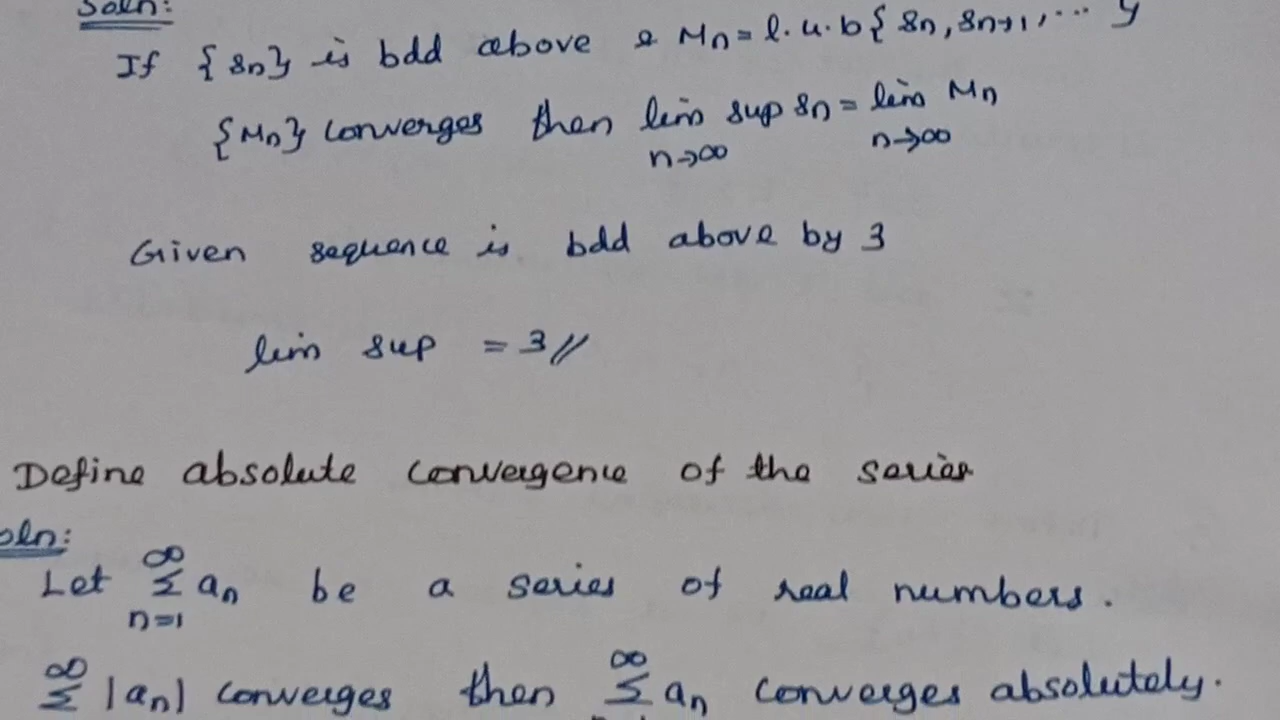 Soln:
If {sn} is bdd above & Mn = l.u.b{sn, sn+1, ... }
{Mn} converges then lim sup sn = lim Mn
n→∞ n→∞
Given sequence is bdd above by 3
lim sup = 3//
Define absolute convergence of the series
oln:
Let ∞Σn=1 an be a series of real numbers.
∞Σ |an| converges then ∞Σ an converges absolutely.